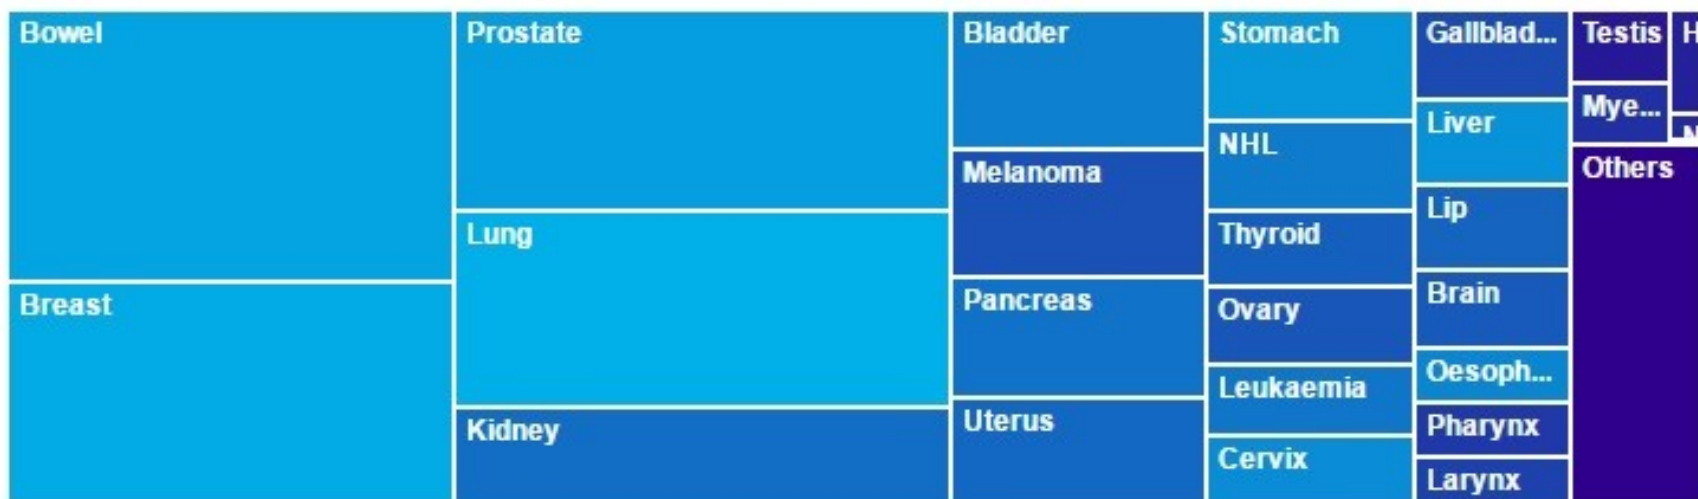 Bowel
Breast
Prostate
Lung
Kidney
Bladder
Melanoma
Pancreas
Uterus
Stomach
NHL
Thyroid
Ovary
Leukaemia
Cervix
Gallblad...
Liver
Lip
Brain
Oesoph...
Pharynx
Larynx
Testis
Mye...
H
Others